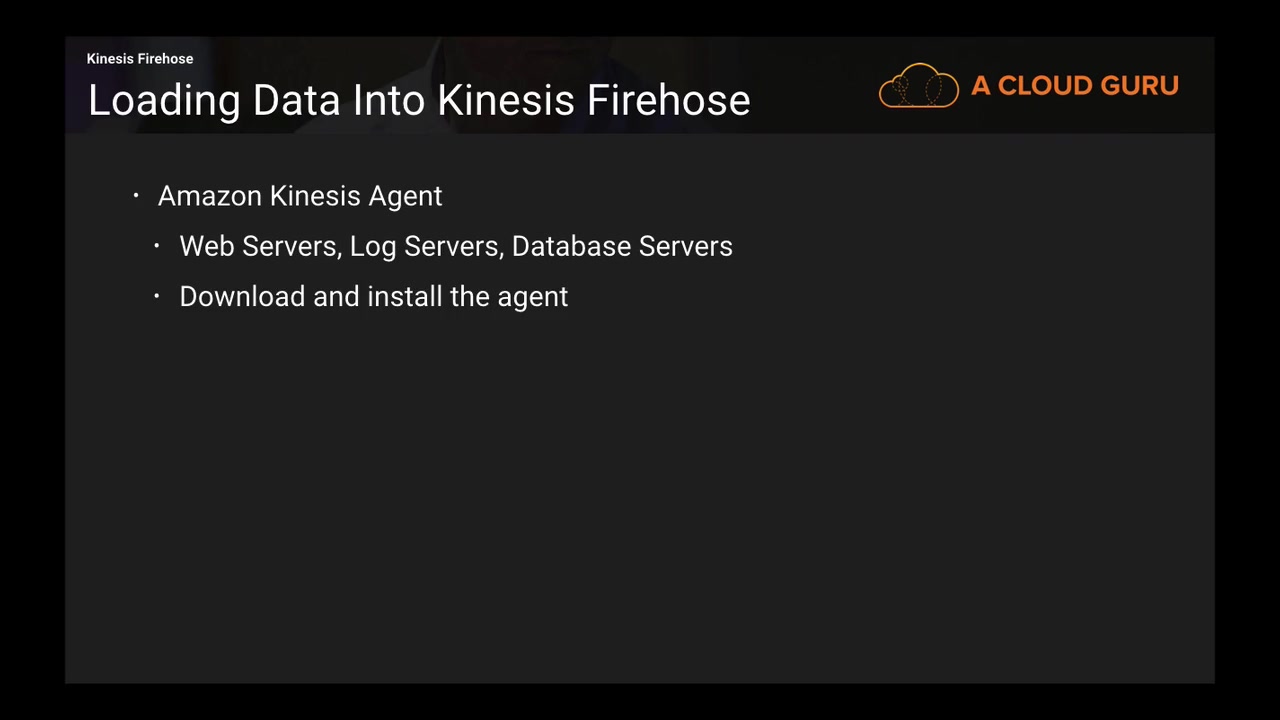 Kinesis Firehose
Loading Data Into Kinesis Firehose
A CLOUD GURU
• Amazon Kinesis Agent
• Web Servers, Log Servers, Database Servers
• Download and install the agent